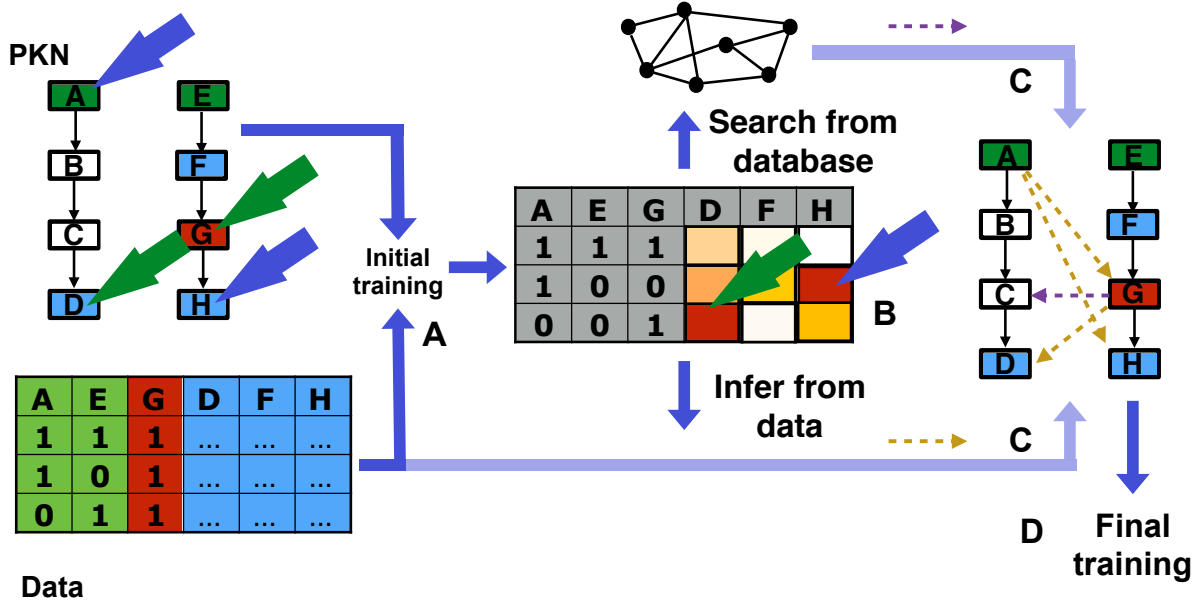 PKN
A E
B F
C G
D H
Initial
training
A
A E G D F H
1 1 1 ... ... ...
1 0 1 ... ... ...
0 1 1 ... ... ...
Data
Search from
database
A E G D F H
1 1 1
1 0 0
0 0 1
B
Infer from
data
C
C
A E
B F
C G
D H
D
Final
training